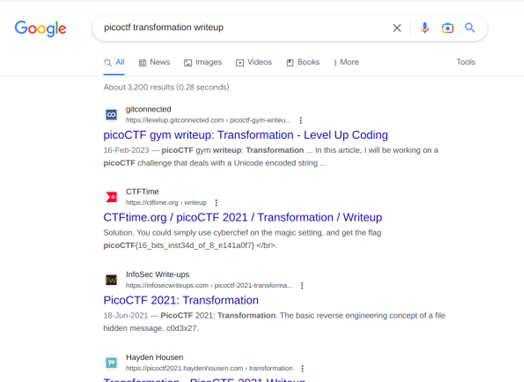 Google
picoctf transformation writeup
All News Images Videos Books More Tools
About 3,200 results (0.28 seconds)
gitconnected
https://levelup.gitconnected.com › picoctf-gym-writeu...
picoCTF gym writeup: Transformation - Level Up Coding
16-Feb-2023 — picoCTF gym writeup: Transformation ... In this article, I will be working on a
picoCTF challenge that deals with a Unicode encoded string ...
CTFTime
https://ctftime.org › writeup
CTFtime.org / picoCTF 2021 / Transformation / Writeup
Solution. You could simply use cyberchef on the magic setting, and get the flag
picoCTF{16_bits_inst34d_of_8_e141a0f7} </br>.
InfoSec Write-ups
https://infosecwriteups.com › picoctf-2021-transforma...
PicoCTF 2021: Transformation
18-Jun-2021 — PicoCTF 2021: Transformation. The basic reverse engineering concept of a file
hidden message. c0d3x27.
Hayden Housen
https://picoctf2021.haydenhousen.com › transformation
Transformation - PicoCTF 2021 Writeup